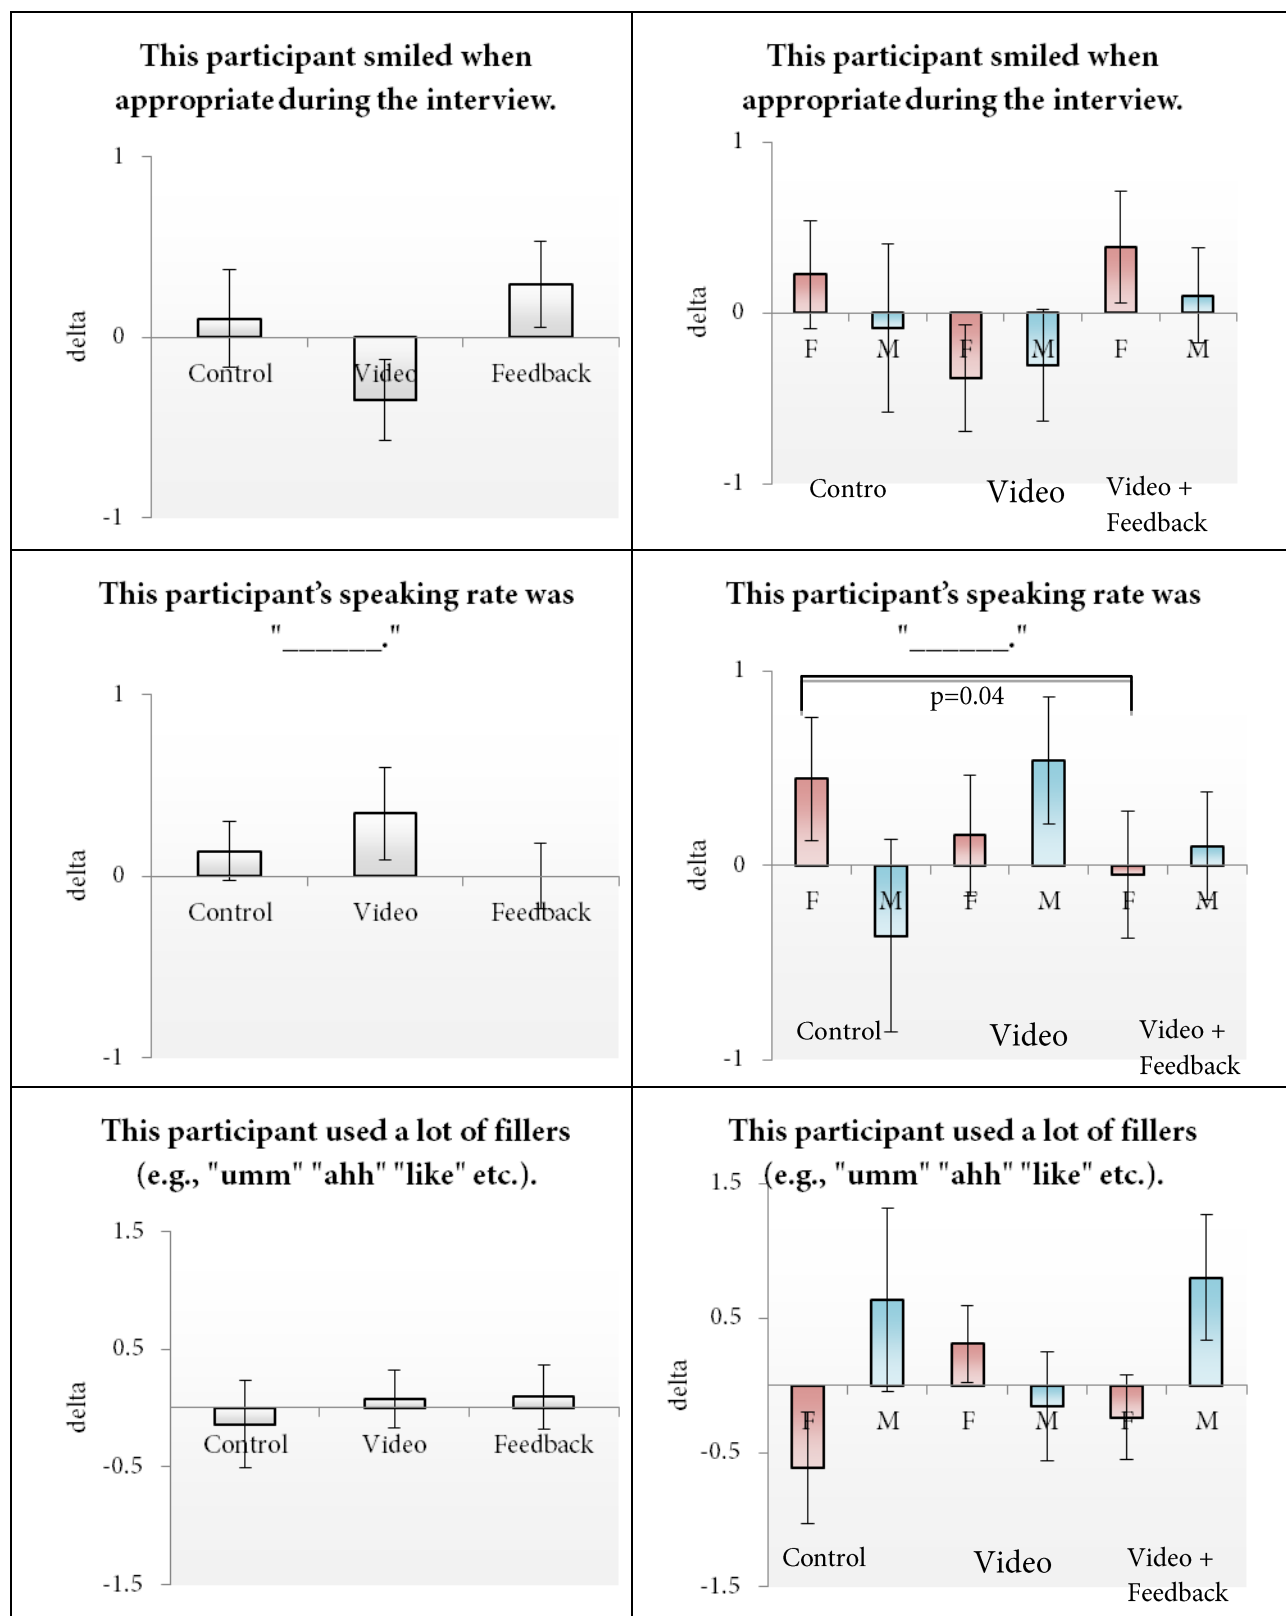 This participant smiled when
appropriate during the interview.
1
delta
0
Control
Video
Feedback
-1
This participant smiled when
appropriate during the interview.
1
delta
0
F
M
F
M
F
M
-1
Contro
Video
Video +
Feedback
This participant's speaking rate was
"______."
1
delta
0
Control
Video
Feedback
-1
This participant's speaking rate was
"______."
1
p=0.04
delta
0
F
M
F
M
F
M
Control
Video
Video +
Feedback
-1
This participant used a lot of fillers
(e.g., "umm" "ahh" "like" etc.).
1.5
0.5
delta
Control
Video
Feedback
-0.5
-1.5
This participant used a lot of fillers
(e.g., "umm" "ahh" "like" etc.).
1.5
0.5
delta
F
M
F
M
F
M
-0.5
Control
Video
Video +
Feedback
-1.5